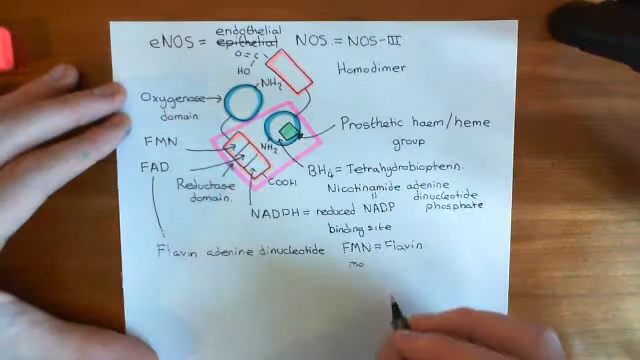 eNOS = endothelial NOS = NOS-III
epithelial
O=C
HO
NH2
Homodimer
Oxygenase domain
Prosthetic haem/heme group
FMN
NH2
FAD
COOH
BH4 = Tetrahydrobiopterin.
Reductase domain.
Nicotinamide adenine dinucleotide phosphate
=
NADPH = reduced NADP
binding site
Flavin adenine dinucleotide
FMN = Flavin
mo